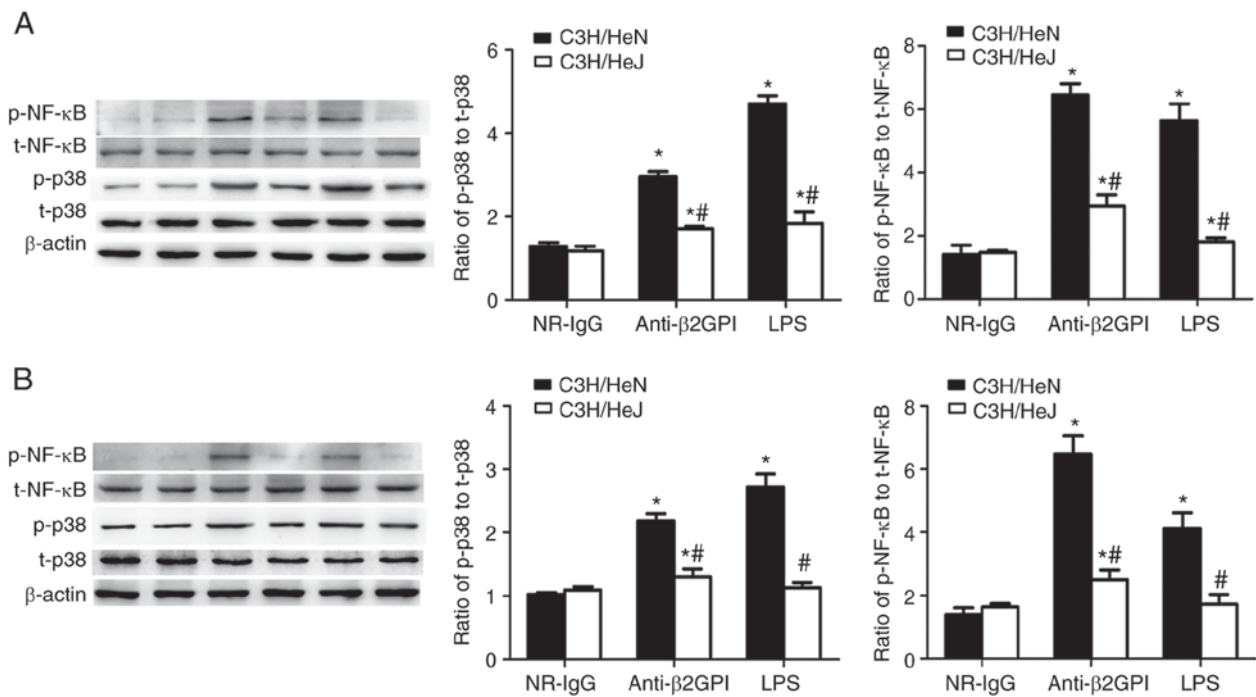 A
p-NF-κB
t-NF-κB
p-p38
t-p38
β-actin
C3H/HeN
C3H/HeJ
Ratio of p-p38 to t-p38
6
4
2
0
*
*#
*
*#
NR-IgG
Anti-β2GPI
LPS
C3H/HeN
C3H/HeJ
Ratio of p-NF-κB to t-NF-κB
8
6
4
2
0
*
*#
*
*#
NR-IgG
Anti-β2GPI
LPS
B
p-NF-κB
t-NF-κB
p-p38
t-p38
β-actin
C3H/HeN
C3H/HeJ
Ratio of p-p38 to t-p38
4
3
2
1
0
*
*#
*
#
NR-IgG
Anti-β2GPI
LPS
C3H/HeN
C3H/HeJ
Ratio of p-NF-κB to t-NF-κB
8
6
4
2
0
*
*#
*
#
NR-IgG
Anti-β2GPI
LPS